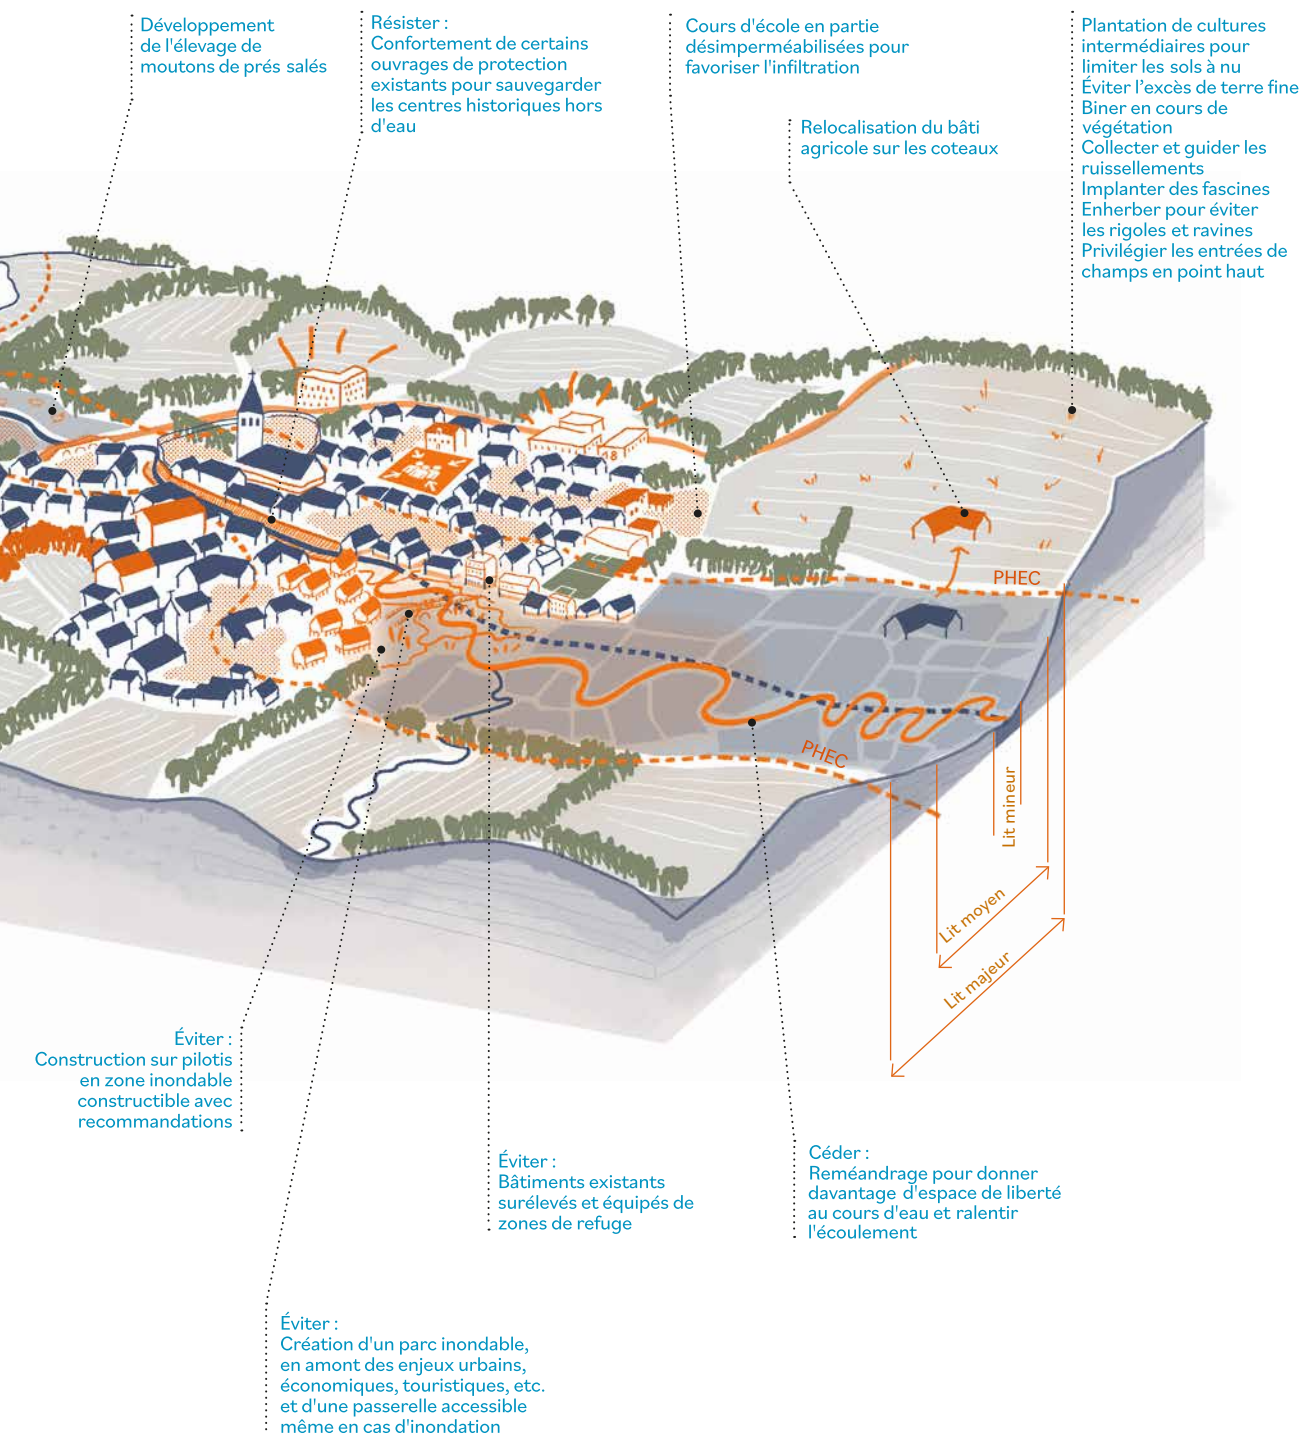 Développement
de l'élevage de
moutons de prés salés
Résister :
Confortement de certains
ouvrages de protection
existants pour sauvegarder
les centres historiques hors
d'eau
Cours d'école en partie
désimperméabilisées pour
favoriser l'infiltration
Relocalisation du bâti
agricole sur les coteaux
Plantation de cultures
intermédiaires pour
limiter les sols à nu
Éviter l’excès de terre fine
Biner en cours de
végétation
Collecter et guider les
ruissellements
Implanter des fascines
Enherber pour éviter
les rigoles et ravines
Privilégier les entrées de
champs en point haut
18
PHEC
PHEC
Lit mineur
Lit moyen
Lit majeur
Éviter :
Construction sur pilotis
en zone inondable
constructible avec
recommandations
Éviter :
Bâtiments existants
surélevés et équipés de
zones de refuge
Céder :
Reméandrage pour donner
davantage d'espace de liberté
au cours d'eau et ralentir
l'écoulement
Éviter :
Création d'un parc inondable,
en amont des enjeux urbains,
économiques, touristiques, etc.
et d'une passerelle accessible
même en cas d'inondation